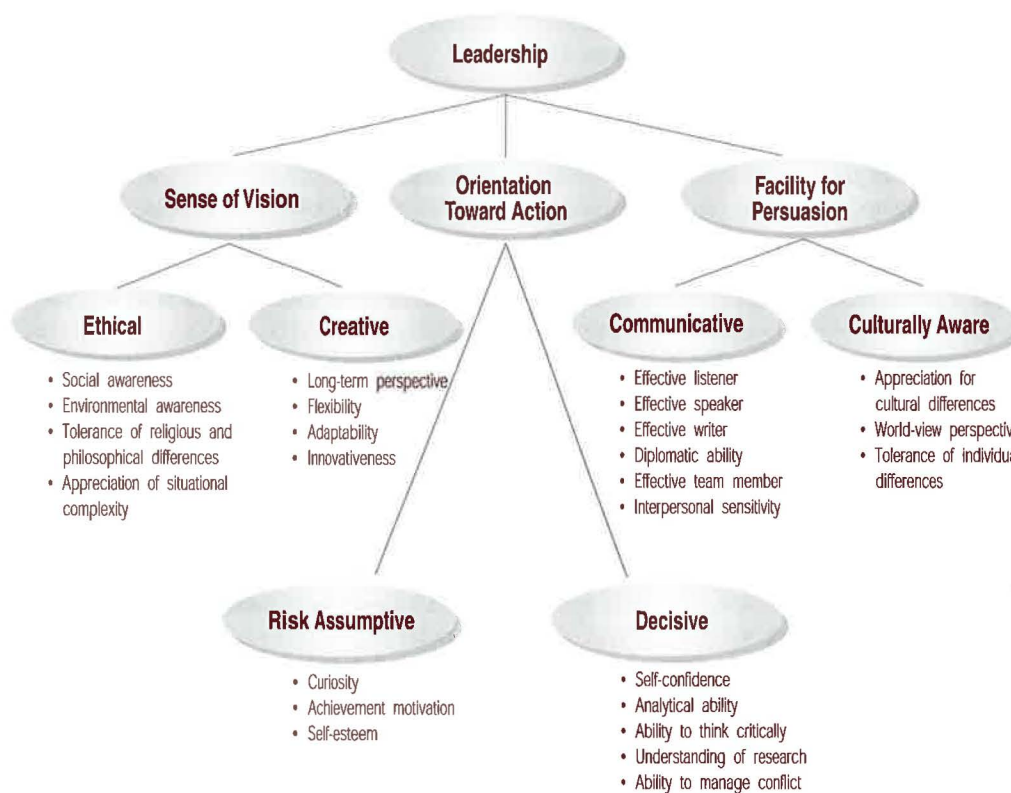 Leadership
Sense of Vision
Orientation
Toward Action
Facility for
Persuasion
Ethical
• Social awareness
• Environmental awareness
• Tolerance of religious and
philosophical differences
• Appreciation of situational
complexity
Creative
• Long-term perspective
• Flexibility
• Adaptability
• Innovativeness
Communicative
• Effective listener
• Effective speaker
• Effective writer
• Diplomatic ability
• Effective team member
• Interpersonal sensitivity
Culturally Aware
• Appreciation for
cultural differences
• World-view perspectiv
• Tolerance of individua
differences
Risk Assumptive
• Curiosity
• Achievement motivation
• Self-esteem
Decisive
• Self-confidence
• Analytical ability
• Ability to think critically
• Understanding of research
• Ability to manage conflict